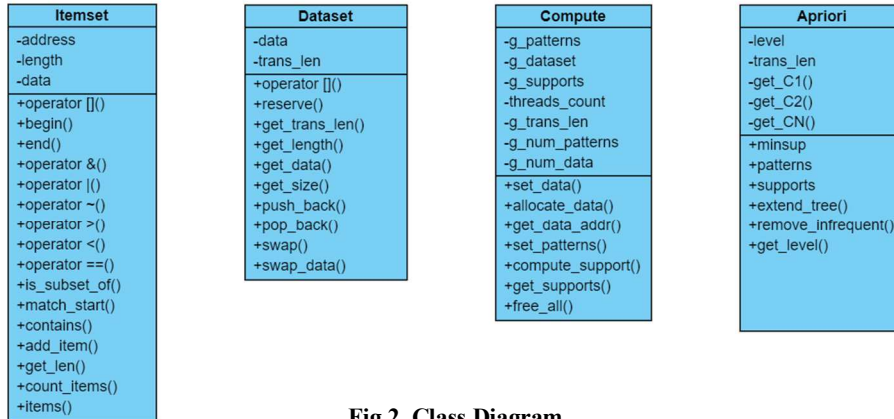 Itemset
-address
-length
-data
+operator []()
+begin()
+end()
+operator &()
+operator |()
+operator ~()
+operator >()
+operator <()
+operator ==()
+is_subset_of()
+match_start()
+contains()
+add_item()
+get_len()
+count_items()
+items()
Dataset
-data
-trans_len
+operator []()
+reserve()
+get_trans_len()
+get_length()
+get_data()
+get_size()
+push_back()
+pop_back()
+swap()
+swap_data()
Compute
-g_patterns
-g_dataset
-g_supports
-threads_count
-g_trans_len
-g_num_patterns
-g_num_data
+set_data()
+allocate_data()
+get_data_addr()
+set_patterns()
+compute_support()
+get_supports()
+free_all()
Apriori
-level
-trans_len
-get_C1()
-get_C2()
-get_CN()
+minsup
+patterns
+supports
+extend_tree()
+remove_infrequent()
+get_level()
Fig 2. Class Diagram